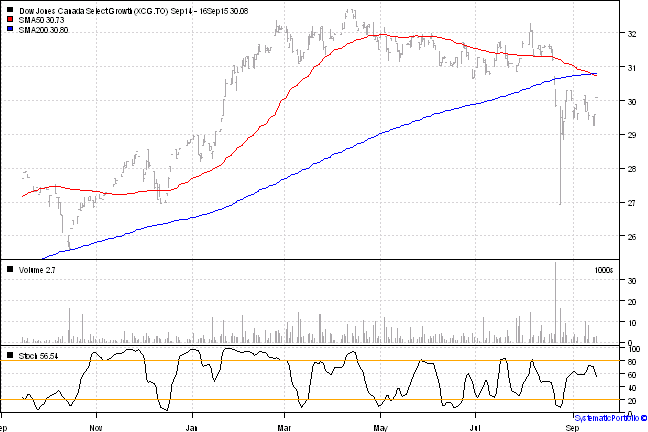 Dow Jones Canada Select Growth (XCG.TO) Sep14 - 16Sep15 30.08
SMA50 30.73
SMA200 30.80
32
31
30
29
28
27
26
Volume 2.7
1000s
30
20
10
0
Stoch 56.54
100
80
60
40
20
0
ep
Nov
Jan
Mar
May
Jul
Sep
SystematicPortfolio ©